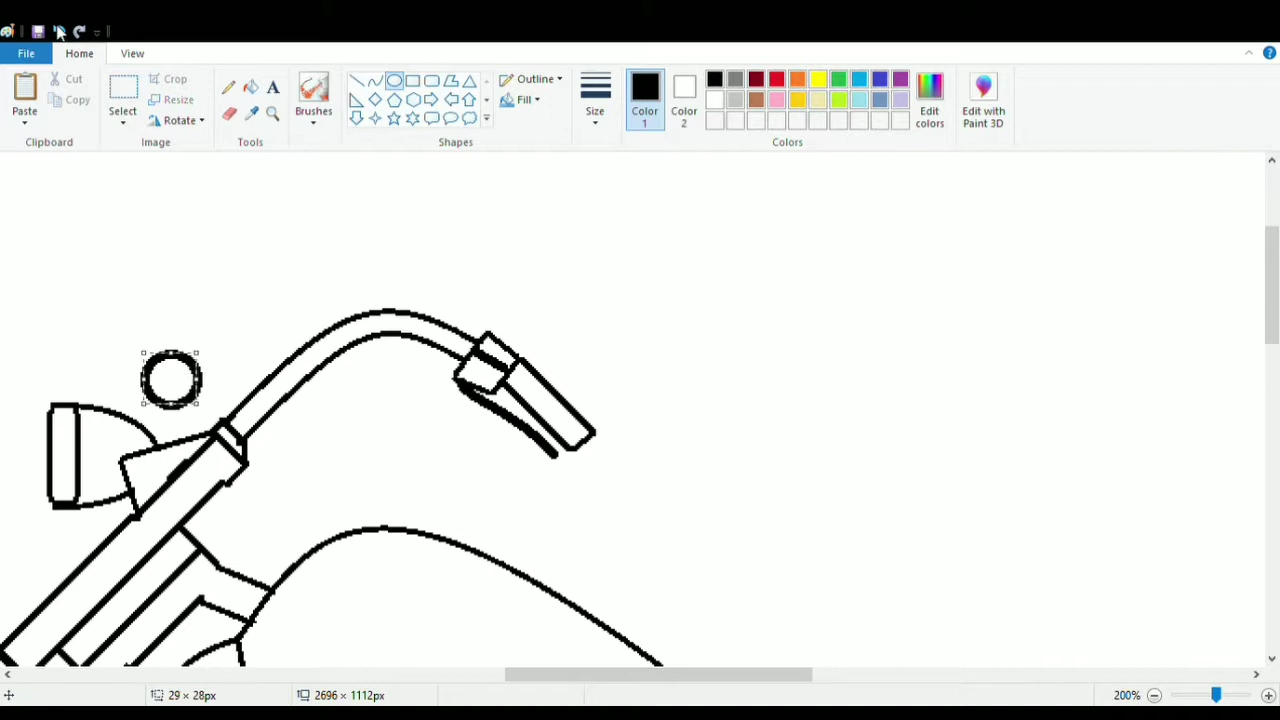 File Home View
Paste
Cut
Copy
Clipboard
Select
Crop
Resize
Rotate
Image
Tools
Brushes
Outline
Fill
Shapes
Size
Color
1
Color
2
Edit
colors
Colors
Edit with
Paint 3D
29 × 28px 2696 × 1112px 200%